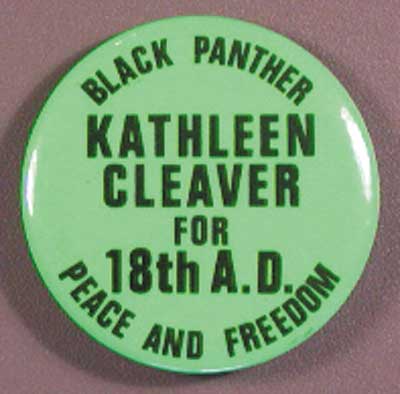 BLACK PANTHER
KATHLEEN
CLEAVER
FOR
18th A.D.
PEACE AND FREEDOM